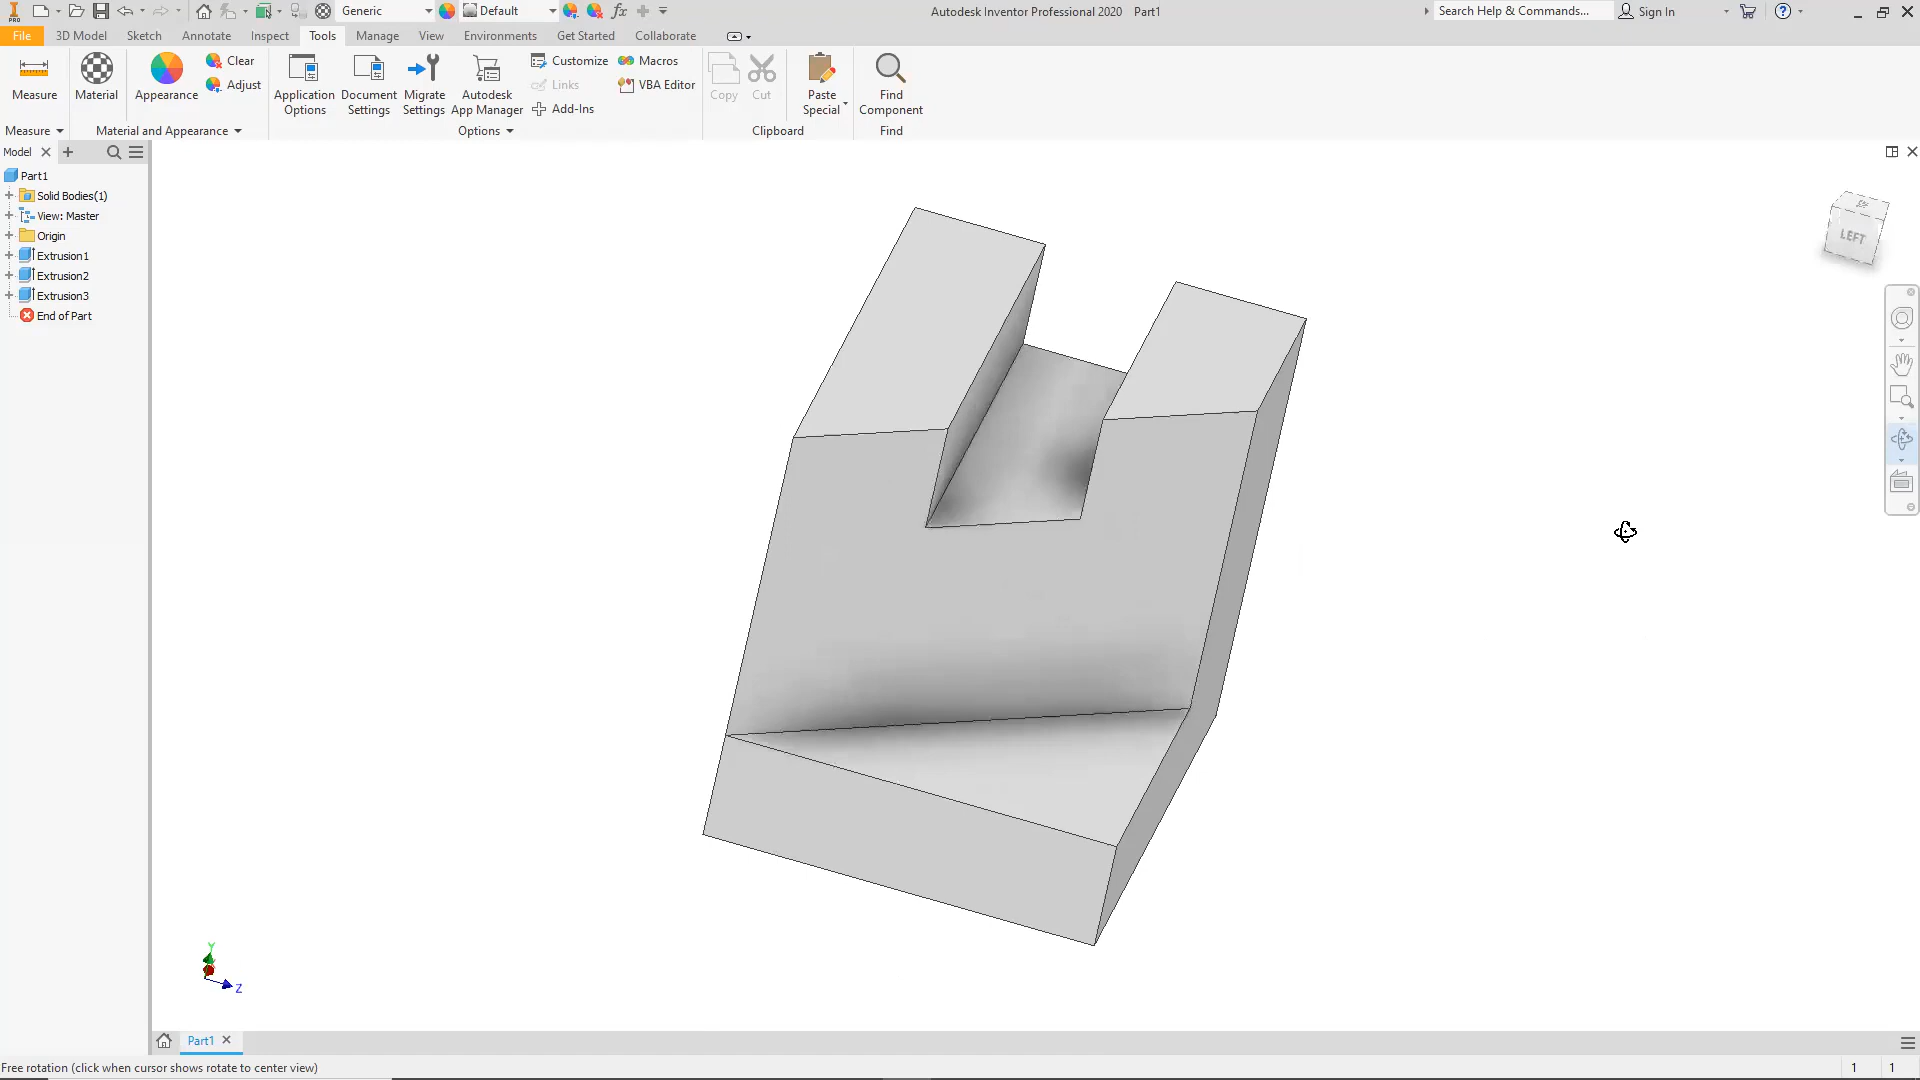 PRO
Generic
Default
fx
Autodesk Inventor Professional 2020 Part1
Search Help & Commands...
Sign In
File
3D Model
Sketch
Annotate
Inspect
Tools
Manage
View
Environments
Get Started
Collaborate
Measure
Material
Appearance
Clear
Adjust
Application Options
Document Settings
Migrate Settings
Autodesk App Manager
Customize
Links
Add-Ins
Macros
VBA Editor
Copy
Cut
Paste Special
Find Component
Measure
Material and Appearance
Options
Clipboard
Find
Model
Part1
Solid Bodies(1)
View: Master
Origin
Extrusion1
Extrusion2
Extrusion3
End of Part
LEFT
Y
Z
Part1
Free rotation (click when cursor shows rotate to center view)
1 1